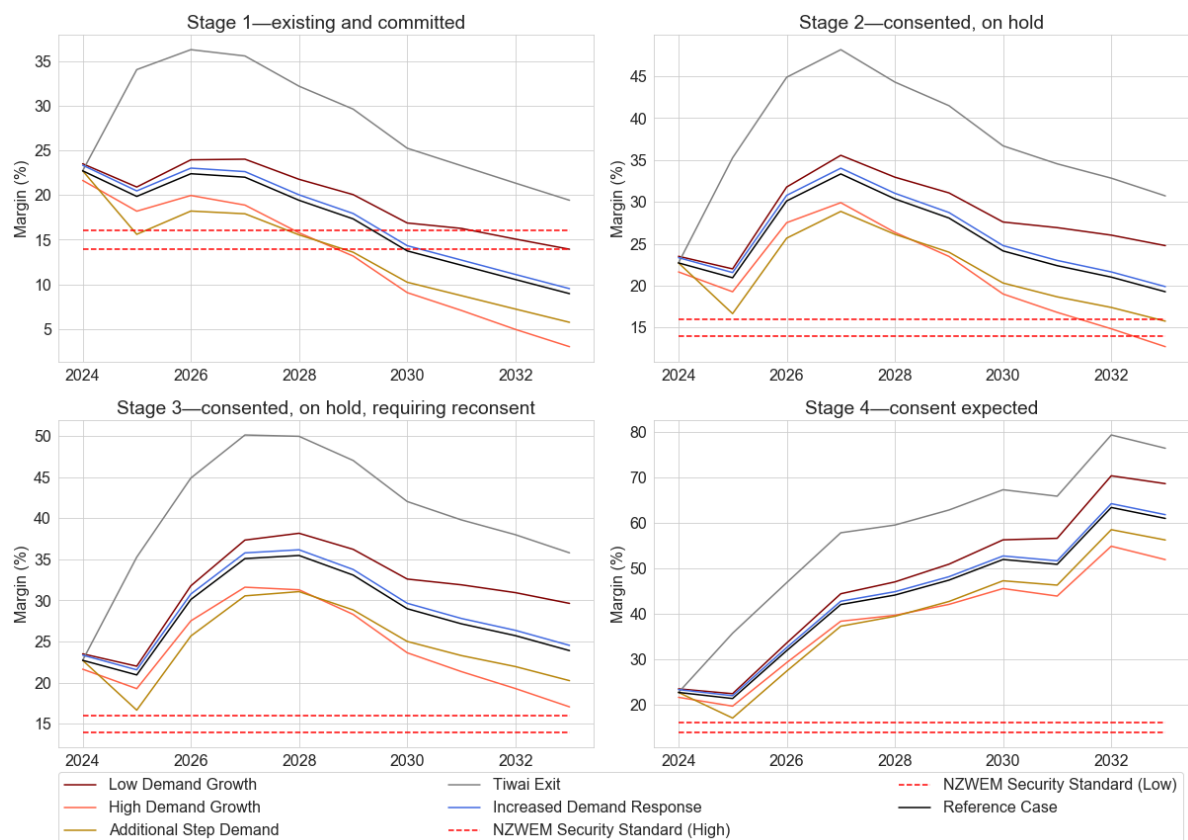 Stage 1—existing and committed
Margin (%)
35
30
25
20
15
10
5
2024 2026 2028 2030 2032
Stage 2—consented, on hold
Margin (%)
45
40
35
30
25
20
15
2024 2026 2028 2030 2032
Stage 3—consented, on hold, requiring reconsent
Margin (%)
50
45
40
35
30
25
20
15
2024 2026 2028 2030 2032
Stage 4—consent expected
Margin (%)
80
70
60
50
40
30
20
2024 2026 2028 2030 2032
Low Demand Growth
High Demand Growth
Additional Step Demand
Tiwai Exit
Increased Demand Response
NZWEM Security Standard (High)
NZWEM Security Standard (Low)
Reference Case